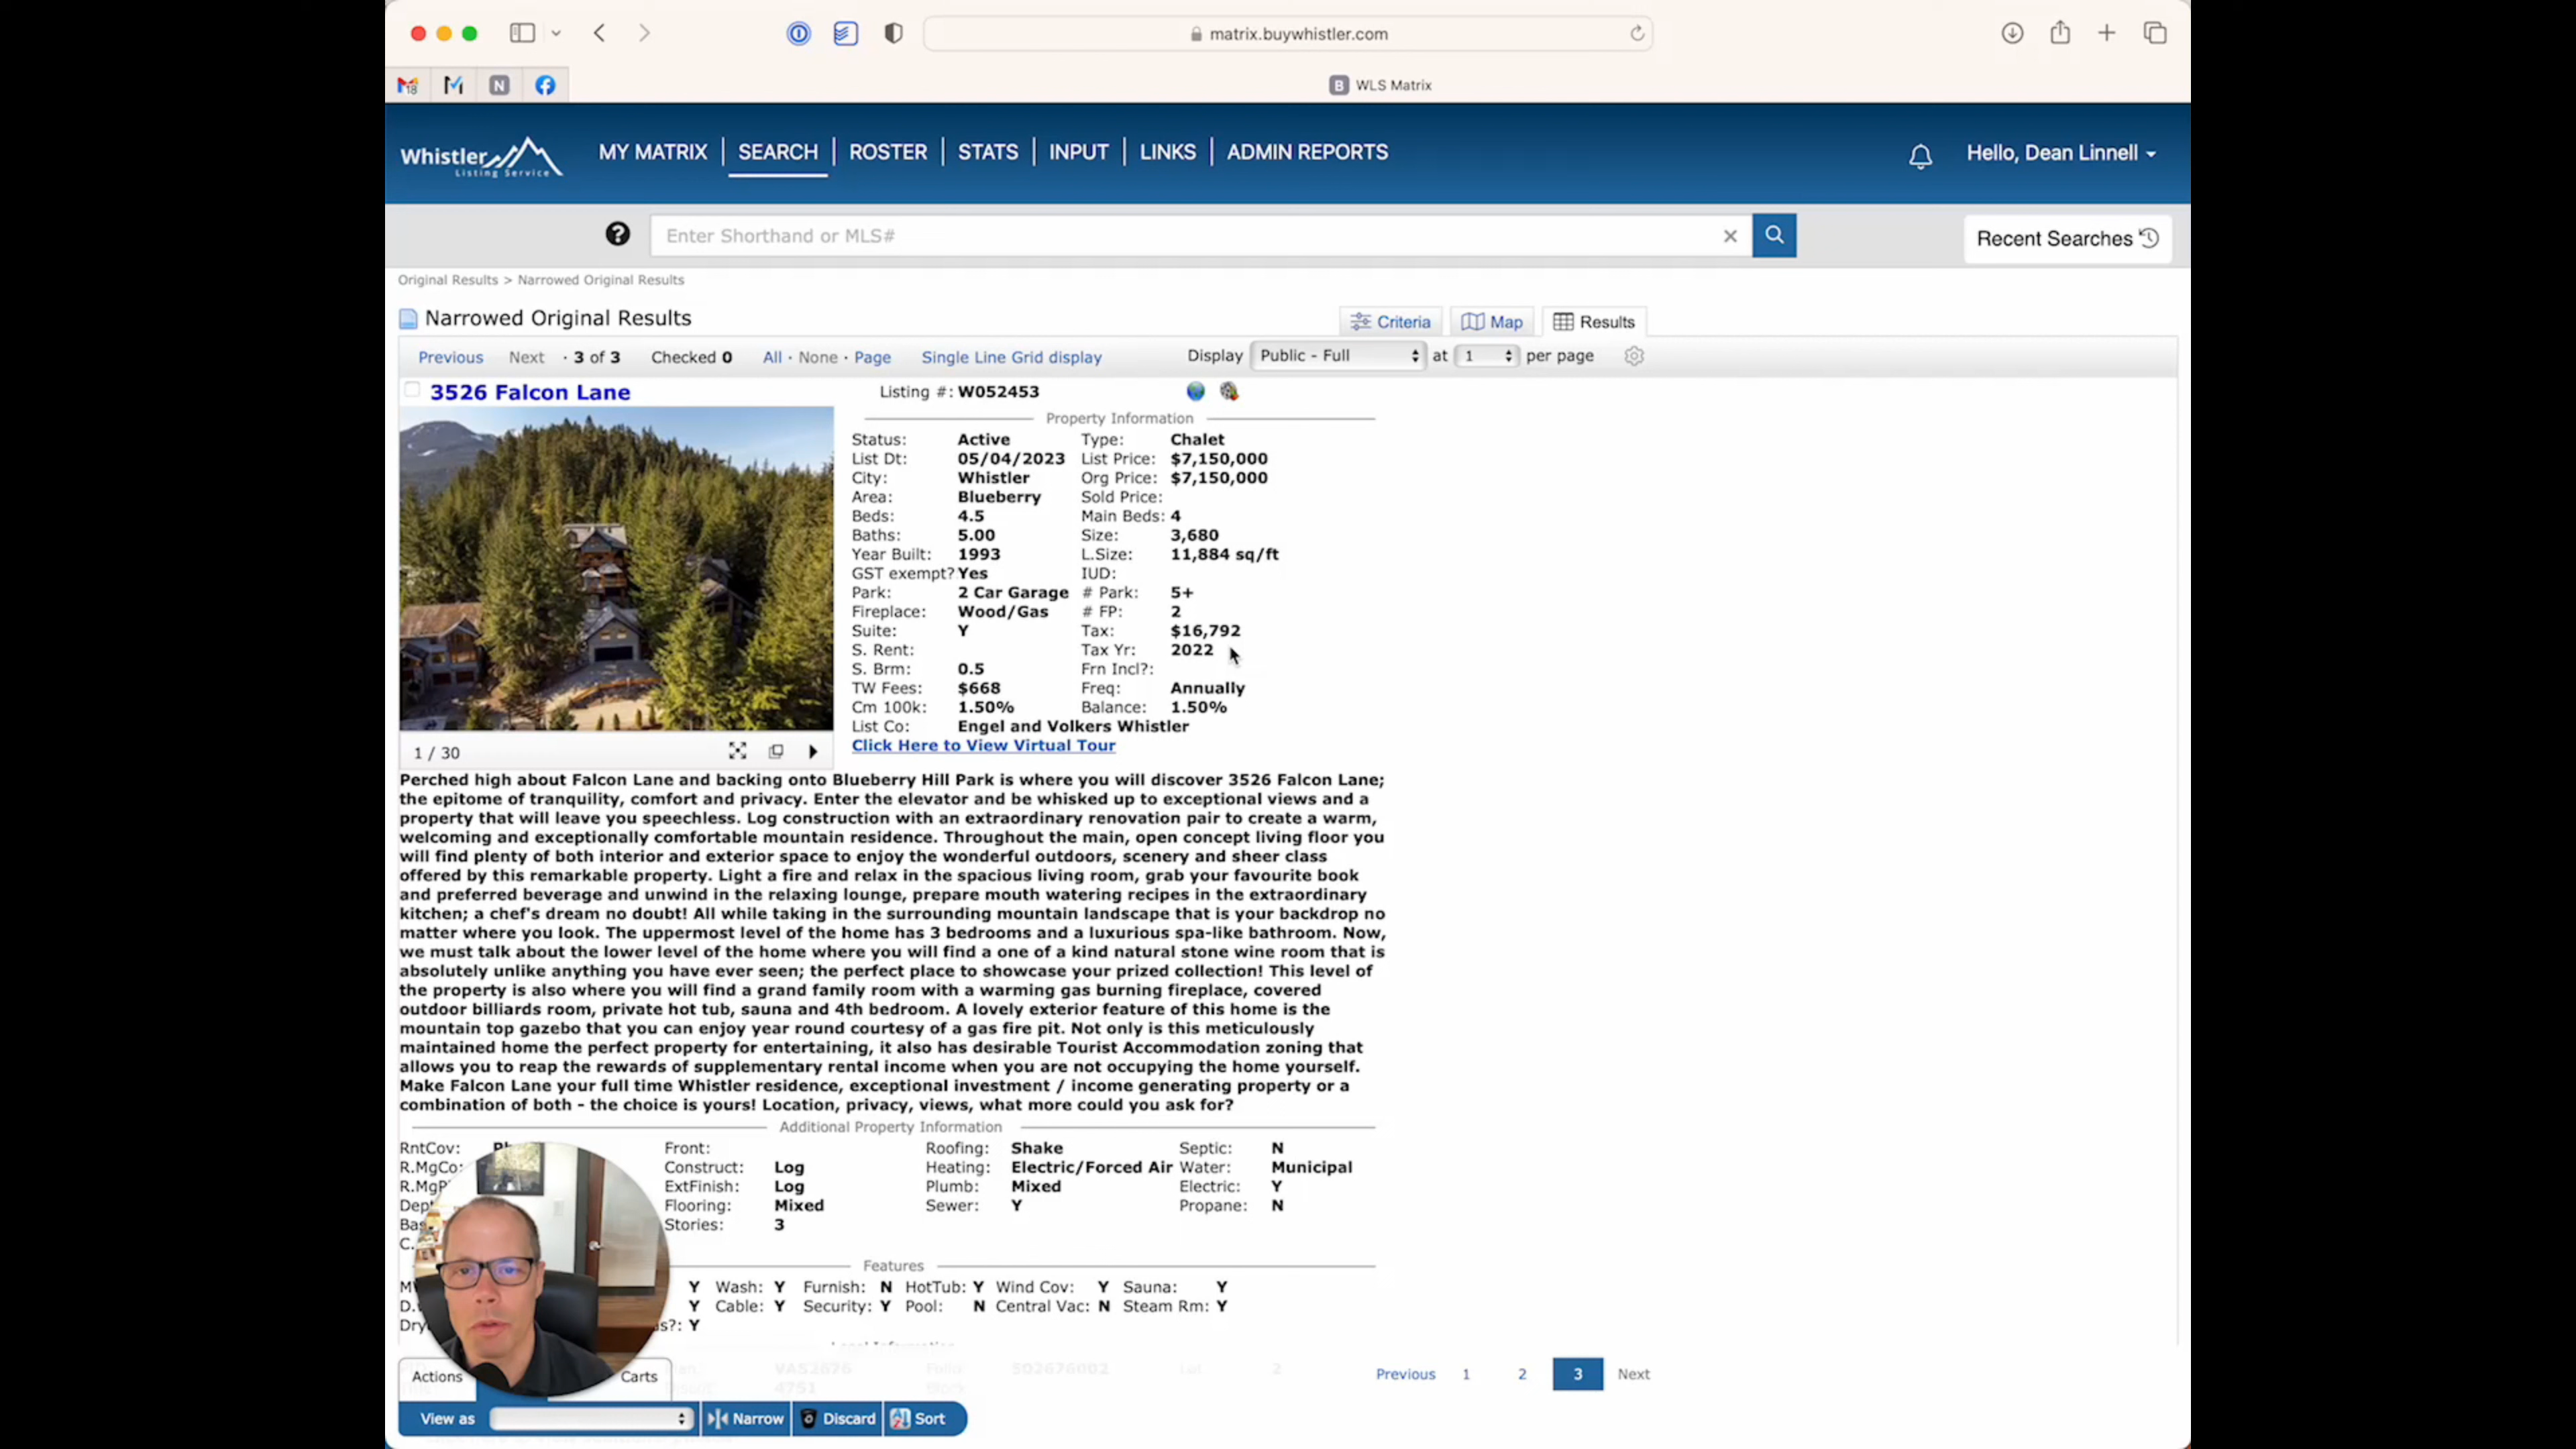 matrix.buywhistler.com
18
N
B WLS Matrix
Whistler
Listing Service
MY MATRIX
SEARCH
ROSTER
STATS
INPUT
LINKS
ADMIN REPORTS
Hello, Dean Linnell
? Enter Shorthand or MLS#
Recent Searches
Original Results > Narrowed Original Results
Narrowed Original Results
Criteria
Map
Results
Previous Next · 3 of 3 Checked 0 All · None · Page Single Line Grid display Display Public - Full at 1 per page
3526 Falcon Lane
Listing #: W052453
1 / 30
Property Information
Status: Active Type: Chalet
List Dt: 05/04/2023 List Price: $7,150,000
City: Whistler Org Price: $7,150,000
Area: Blueberry Sold Price:
Beds: 4.5 Main Beds: 4
Baths: 5.00 Size: 3,680
Year Built: 1993 L.Size: 11,884 sq/ft
GST exempt? Yes IUD:
Park: 2 Car Garage # Park: 5+
Fireplace: Wood/Gas # FP: 2
Suite: Y Tax: $16,792
S. Rent: Tax Yr: 2022
S. Brm: 0.5 Frn Incl?:
TW Fees: $668 Freq: Annually
Cm 100k: 1.50% Balance: 1.50%
List Co: Engel and Volkers Whistler
Click Here to View Virtual Tour
Perched high about Falcon Lane and backing onto Blueberry Hill Park is where you will discover 3526 Falcon Lane;
the epitome of tranquility, comfort and privacy. Enter the elevator and be whisked up to exceptional views and a
property that will leave you speechless. Log construction with an extraordinary renovation pair to create a warm,
welcoming and exceptionally comfortable mountain residence. Throughout the main, open concept living floor you
will find plenty of both interior and exterior space to enjoy the wonderful outdoors, scenery and sheer class
offered by this remarkable property. Light a fire and relax in the spacious living room, grab your favourite book
and preferred beverage and unwind in the relaxing lounge, prepare mouth watering recipes in the extraordinary
kitchen; a chef's dream no doubt! All while taking in the surrounding mountain landscape that is your backdrop no
matter where you look. The uppermost level of the home has 3 bedrooms and a luxurious spa-like bathroom. Now,
we must talk about the lower level of the home where you will find a one of a kind natural stone wine room that is
absolutely unlike anything you have ever seen; the perfect place to showcase your prized collection! This level of
the property is also where you will find a grand family room with a warming gas burning fireplace, covered
outdoor billiards room, private hot tub, sauna and 4th bedroom. A lovely exterior feature of this home is the
mountain top gazebo that you can enjoy year round courtesy of a gas fire pit. Not only is this meticulously
maintained home the perfect property for entertaining, it also has desirable Tourist Accommodation zoning that
allows you to reap the rewards of supplementary rental income when you are not occupying the home yourself.
Make Falcon Lane your full time Whistler residence, exceptional investment / income generating property or a
combination of both - the choice is yours! Location, privacy, views, what more could you ask for?
Additional Property Information
RntCov: Front: Roofing: Shake Septic: N
R.MgCo: Construct: Log Heating: Electric/Forced Air Water: Municipal
ExtFinish: Log Plumb: Mixed Electric: Y
Flooring: Mixed Sewer: Y Propane: N
Stories: 3
Features
Y Wash: Y Furnish: N HotTub: Y Wind Cov: Y Sauna: Y
Y Cable: Y Security: Y Pool: N Central Vac: N Steam Rm: Y
s?: Y
VAS2676 2
4751
Actions Carts
Previous 1 2 3 Next
View as Narrow Discard Sort